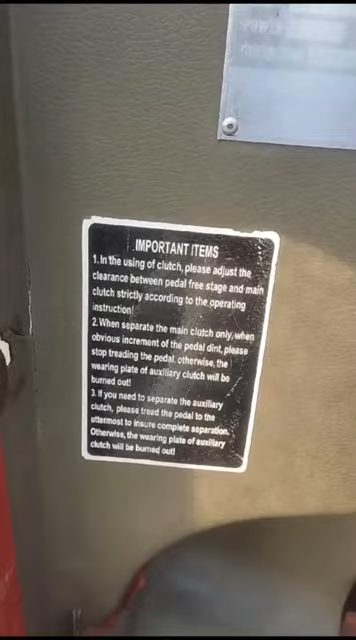 POWER
IMPORTANT ITEMS
1. In the using of clutch, please adjust the
clearance between pedal free stage and main
clutch strictly according to the operating
instruction!
2. When separate the main clutch only, when
obvious increment of the pedal dint, please
stop treading the pedal, otherwise, the
wearing plate of auxiliary clutch will be
burned out!
3. If you need to separate the auxiliary
clutch, please tread the pedal to the
uttermost to insure complete separation.
Otherwise, the wearing plate of auxiliary
clutch will be burned out!